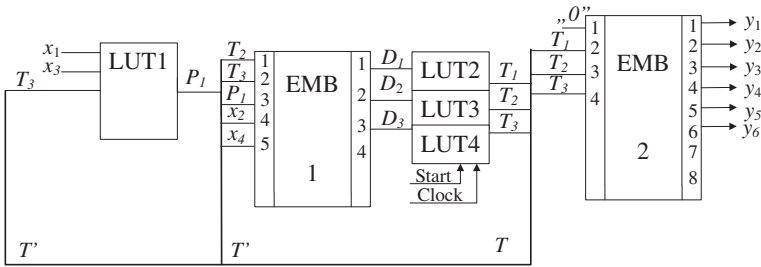 x1
x3
T3
LUT1
P1
T2
T3
P1
x2
x4
1
2
3
4
5
EMB
1
1
2
3
4
D1
D2
D3
LUT2
LUT3
LUT4
Start
Clock
T1
T2
T3
„0”
T1
T2
T3
1
2
3
4
EMB
2
1
2
3
4
5
6
7
8
y1
y2
y3
y4
y5
y6
T’
T’
T